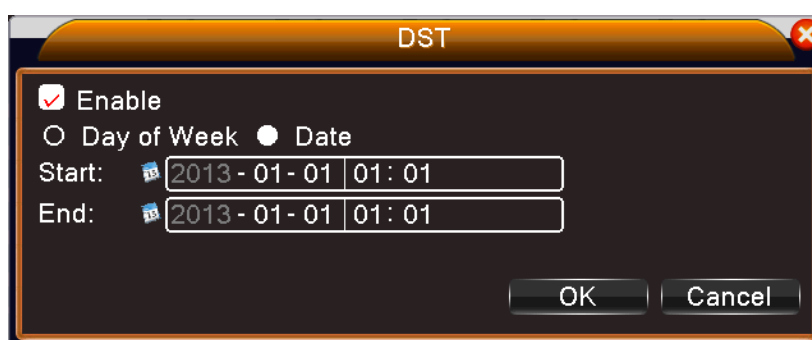 DST
Enable
Day of Week Date
Start: 2013-01-01 01:01
End: 2013-01-01 01:01
OK Cancel